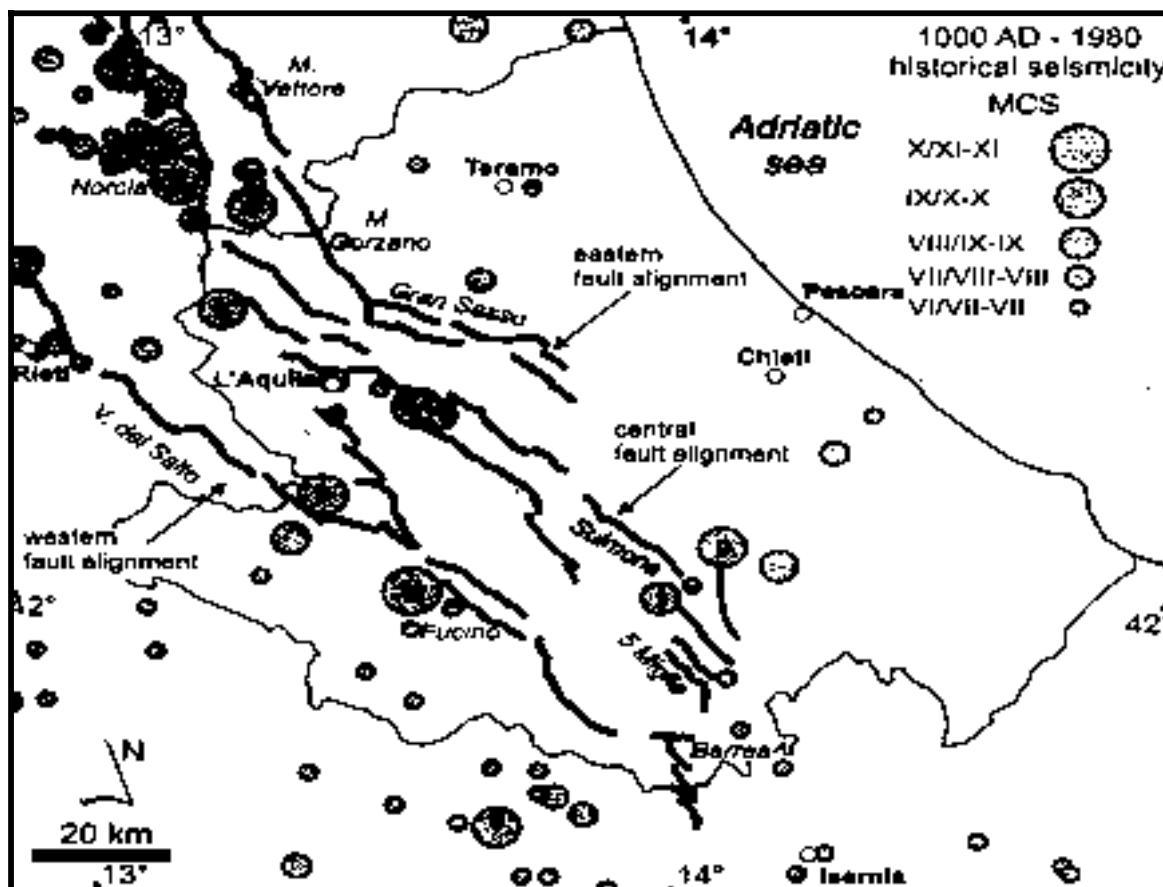 13°
14°
1000 AD - 1980
historical seismicity
MCS
X/XI-XI
IX/X-X
VIII/IX-IX
VII/VIII-VIII
VI/VII-VII
M.
Vettore
Adriatic
sea
Teramo
Norcia
M
Gorzano
eastern
fault alignment
Gran Sasso
Pescara
Chieti
Rieti
L'Aquila
V. del Salto
central
fault alignment
western
fault alignment
Sulmona
42°
42°
Fucino
5 Miglia
Barrea
N
20 km
13°
14°
Isernia